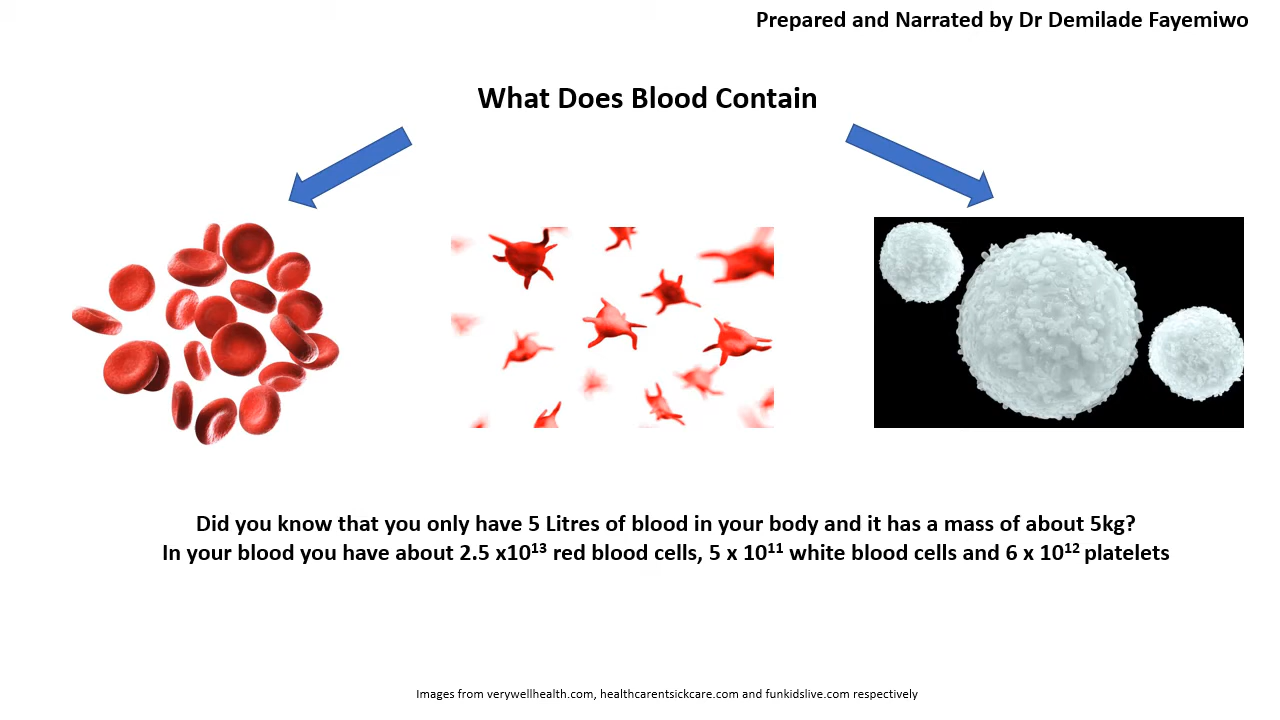 Prepared and Narrated by Dr Demilade Fayemiwo
What Does Blood Contain
Did you know that you only have 5 Litres of blood in your body and it has a mass of about 5kg?
In your blood you have about 2.5 x10¹³ red blood cells, 5 x 10¹¹ white blood cells and 6 x 10¹² platelets
Images from verywellhealth.com, healthcarentsickcare.com and funkidslive.com respectively